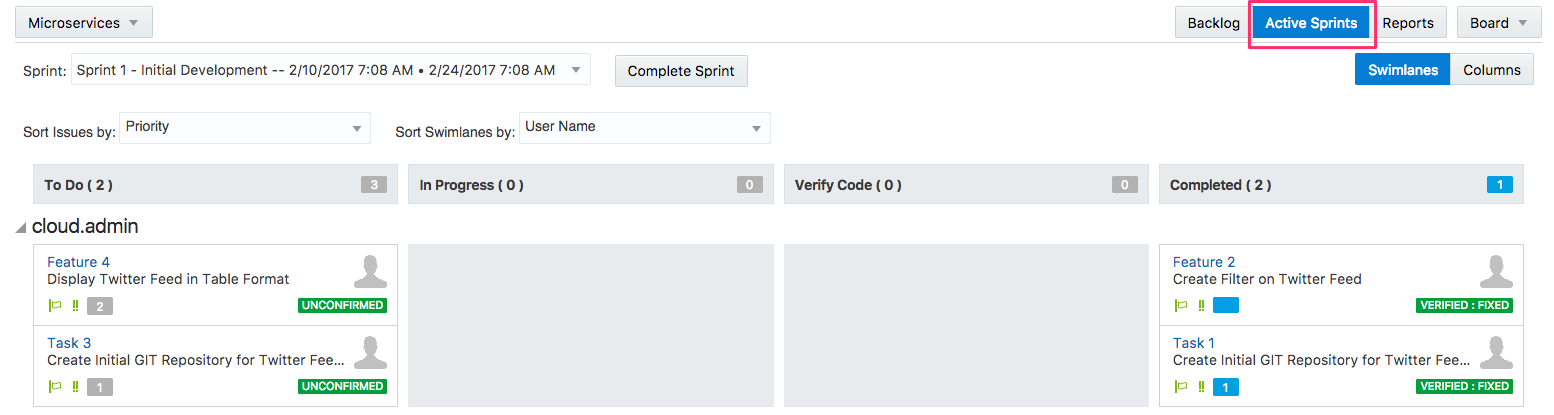 Microservices
Backlog Active Sprints Reports Board
Sprint: Sprint 1 - Initial Development -- 2/10/2017 7:08 AM • 2/24/2017 7:08 AM Complete Sprint Swimlanes Columns
Sort Issues by: Priority Sort Swimlanes by: User Name
To Do ( 2 ) 3 In Progress ( 0 ) 0 Verify Code ( 0 ) 0 Completed ( 2 ) 1
cloud.admin
Feature 4
Display Twitter Feed in Table Format
!! 2 UNCONFIRMED
Task 3
Create Initial GIT Repository for Twitter Fee...
!! 1 UNCONFIRMED
Feature 2
Create Filter on Twitter Feed
!! VERIFIED : FIXED
Task 1
Create Initial GIT Repository for Twitter Fee...
!! 1 VERIFIED : FIXED